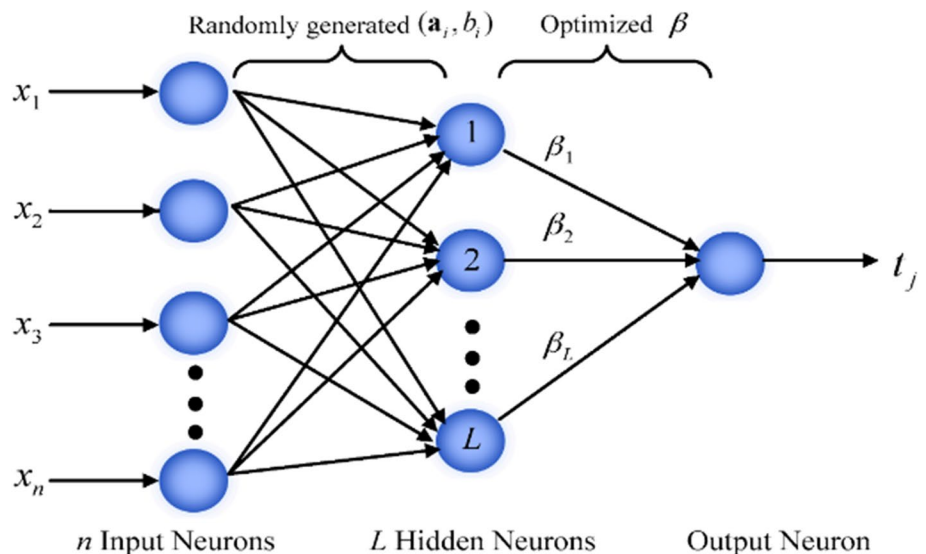 Randomly generated (a_i, b_i) Optimized β
x_1
1
β_1
x_2
β_2
2
t_j
x_3
β_L
L
x_n
n Input Neurons L Hidden Neurons Output Neuron